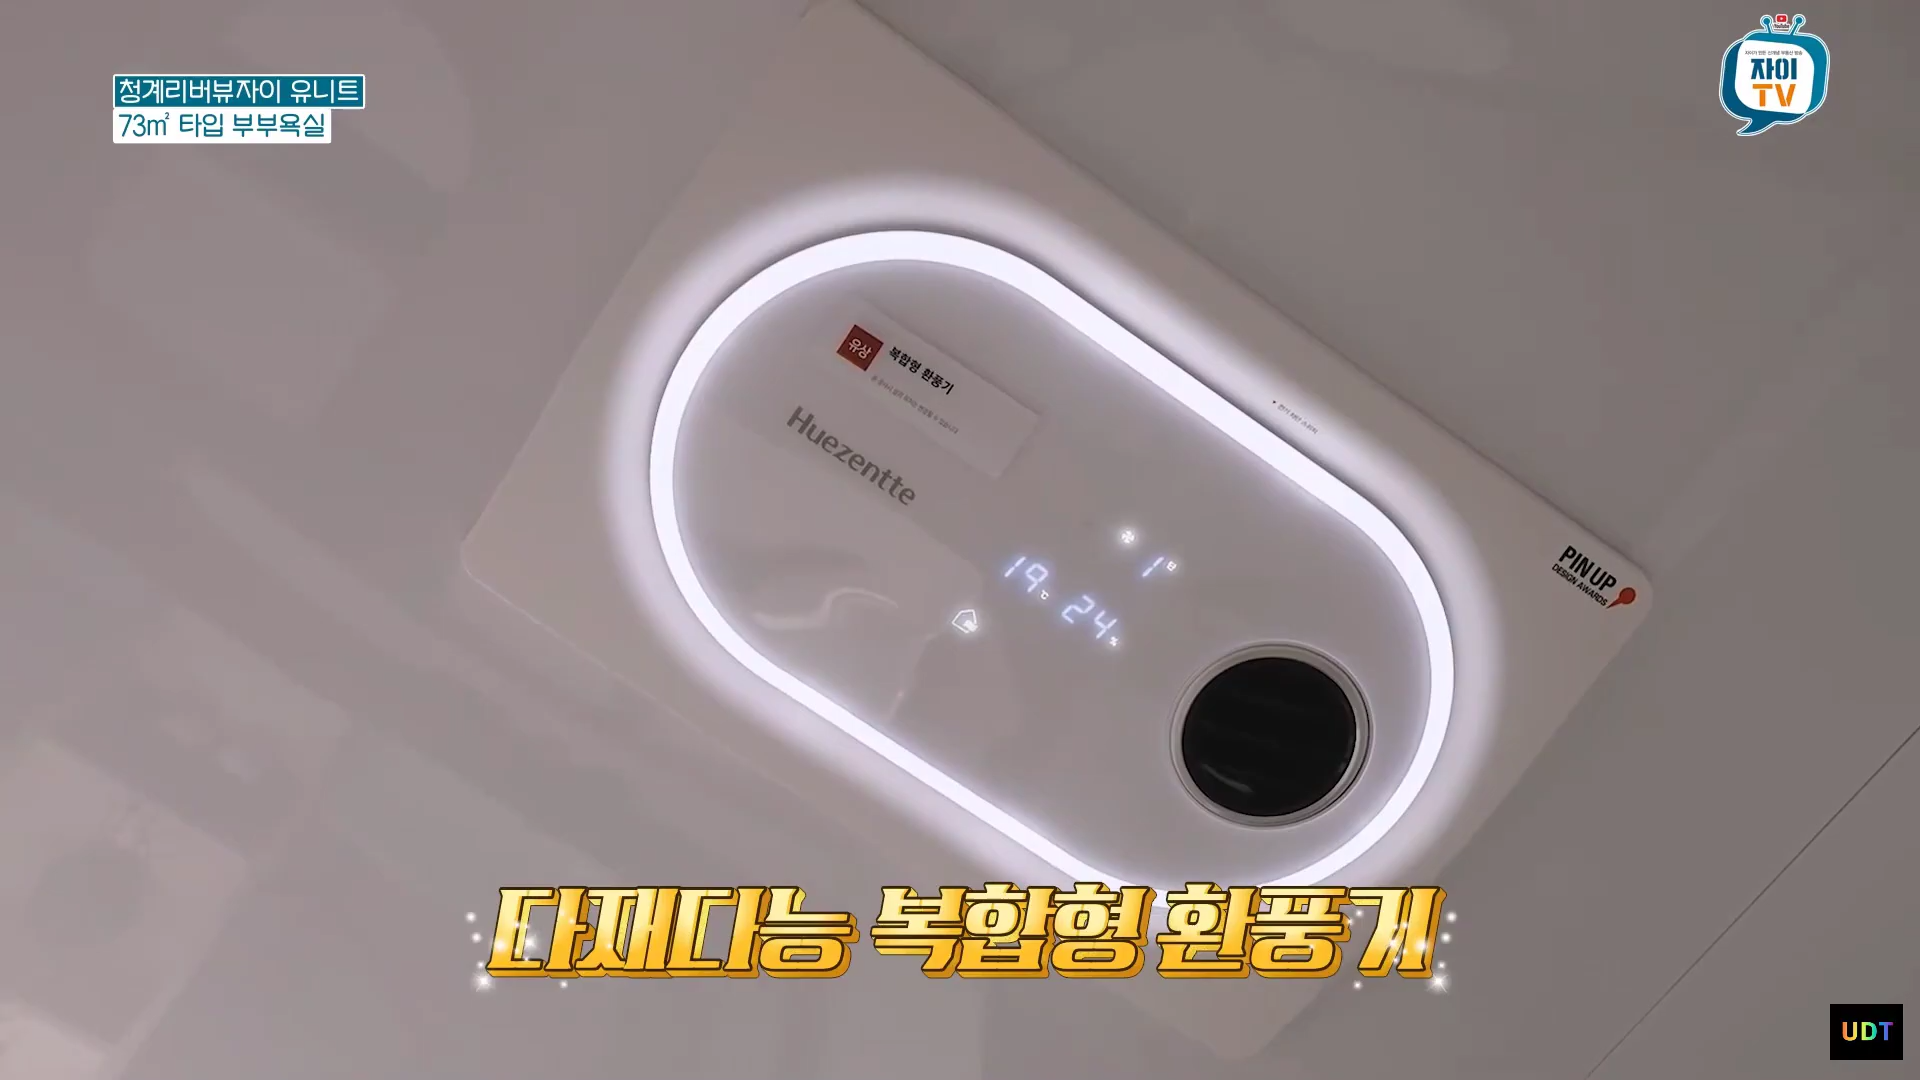 청계리버뷰자이 유니트
73㎡ 타입 부부욕실
자이
TV
유상
복합형 환풍기
Huezentte
1단
19℃ 24%
PIN UP
DESIGN AWARDS
다재다능 복합형 환풍기
UDT